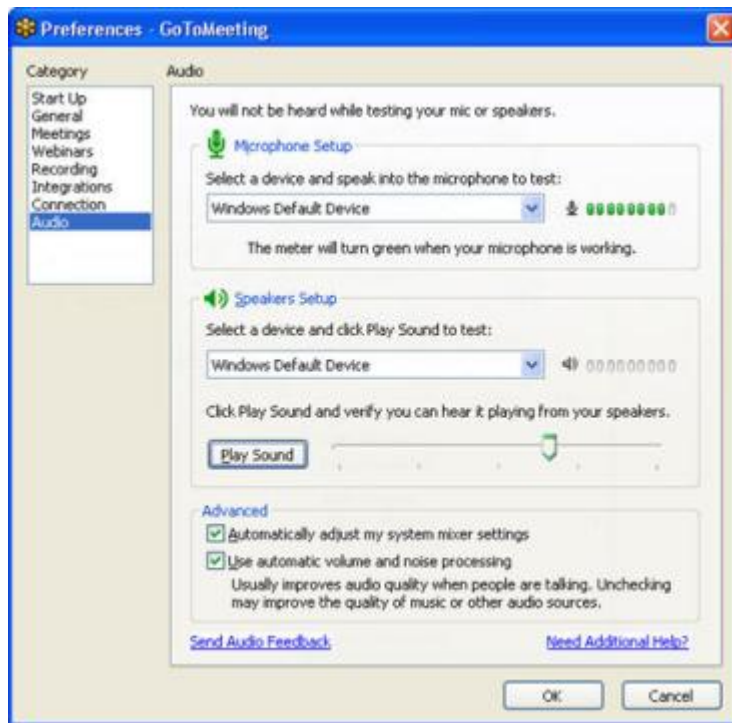 Preferences - GoToMeeting
Category
Start Up
General
Meetings
Webinars
Recording
Integrations
Connection
Audio
Audio
You will not be heard while testing your mic or speakers.
Microphone Setup
Select a device and speak into the microphone to test:
Windows Default Device
The meter will turn green when your microphone is working.
Speakers Setup
Select a device and click Play Sound to test:
Windows Default Device
Click Play Sound and verify you can hear it playing from your speakers.
Play Sound
Advanced
Automatically adjust my system mixer settings
Use automatic volume and noise processing
Usually improves audio quality when people are talking. Unchecking
may improve the quality of music or other audio sources.
Send Audio Feedback
Need Additional Help?
OK
Cancel